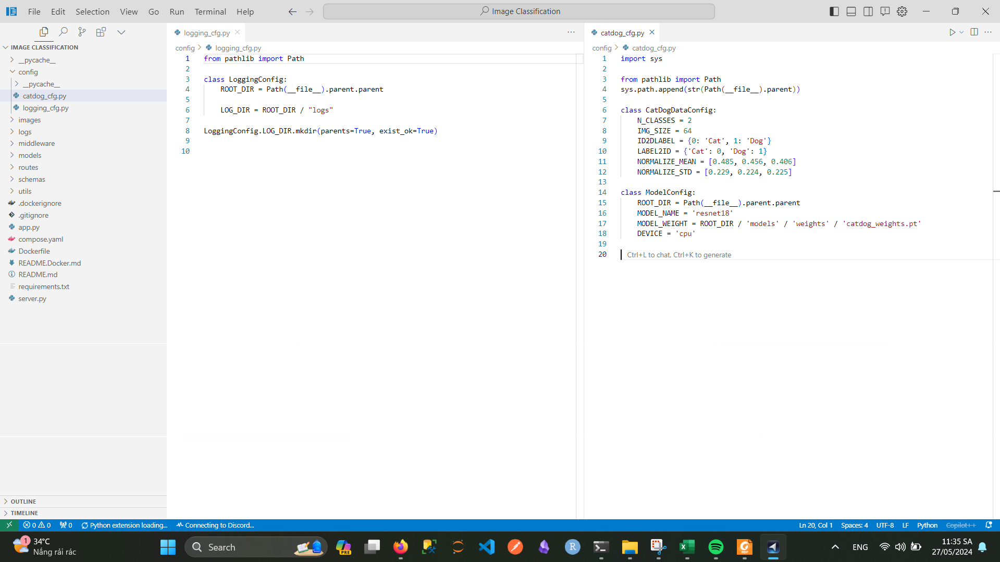 File Edit Selection View Go Run Terminal Help
Image Classification
IMAGE CLASSIFICATION
__pycache__
config
__pycache__
catdog_cfg.py
logging_cfg.py
images
logs
middleware
models
routes
schemas
utils
.dockerignore
.gitignore
app.py
compose.yaml
Dockerfile
README.Docker.md
README.md
requirements.txt
server.py
OUTLINE
TIMELINE
logging_cfg.py
config > logging_cfg.py
1 from pathlib import Path
2
3 class LoggingConfig:
4 ROOT_DIR = Path(__file__).parent.parent
5
6 LOG_DIR = ROOT_DIR / "logs"
7
8 LoggingConfig.LOG_DIR.mkdir(parents=True, exist_ok=True)
9
10
catdog_cfg.py
config > catdog_cfg.py
1 import sys
2
3 from pathlib import Path
4 sys.path.append(str(Path(__file__).parent))
5
6 class CatDogDataConfig:
7 N_CLASSES = 2
8 IMG_SIZE = 64
9 ID2DLABEL = {0: 'Cat', 1: 'Dog'}
10 LABEL2ID = {'Cat': 0, 'Dog': 1}
11 NORMALIZE_MEAN = [0.485, 0.456, 0.406]
12 NORMALIZE_STD = [0.229, 0.224, 0.225]
13
14 class ModelConfig:
15 ROOT_DIR = Path(__file__).parent.parent
16 MODEL_NAME = 'resnet18'
17 MODEL_WEIGHT = ROOT_DIR / 'models' / 'weights' / 'catdog_weights.pt'
18 DEVICE = 'cpu'
19
20 Ctrl+L to chat, Ctrl+K to generate
0 0 0 Python extension loading... Connecting to Discord...
Ln 20, Col 1 Spaces: 4 UTF-8 LF Python Copilot++
1
34°C
Nắng rải rác
Search
PRE
R
PDF
ENG
11:35 SA
27/05/2024